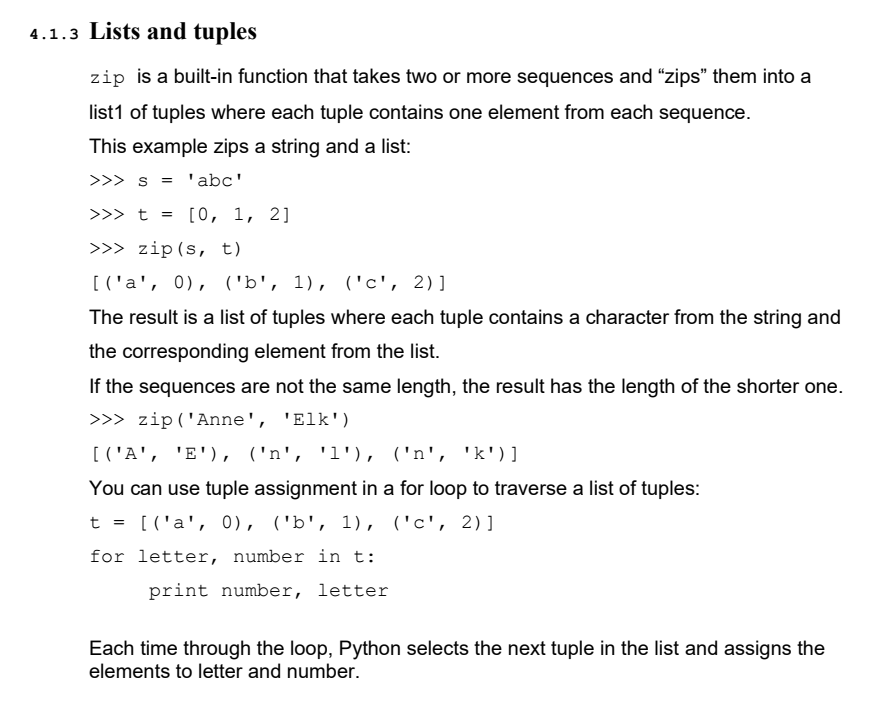 4.1.3 Lists and tuples
zip is a built-in function that takes two or more sequences and “zips” them into a
list1 of tuples where each tuple contains one element from each sequence.
This example zips a string and a list:
>>> s = 'abc'
>>> t = [0, 1, 2]
>>> zip(s, t)
[('a', 0), ('b', 1), ('c', 2)]
The result is a list of tuples where each tuple contains a character from the string and
the corresponding element from the list.
If the sequences are not the same length, the result has the length of the shorter one.
>>> zip('Anne', 'Elk')
[('A', 'E'), ('n', 'l'), ('n', 'k')]
You can use tuple assignment in a for loop to traverse a list of tuples:
t = [('a', 0), ('b', 1), ('c', 2)]
for letter, number in t:
print number, letter
Each time through the loop, Python selects the next tuple in the list and assigns the
elements to letter and number.